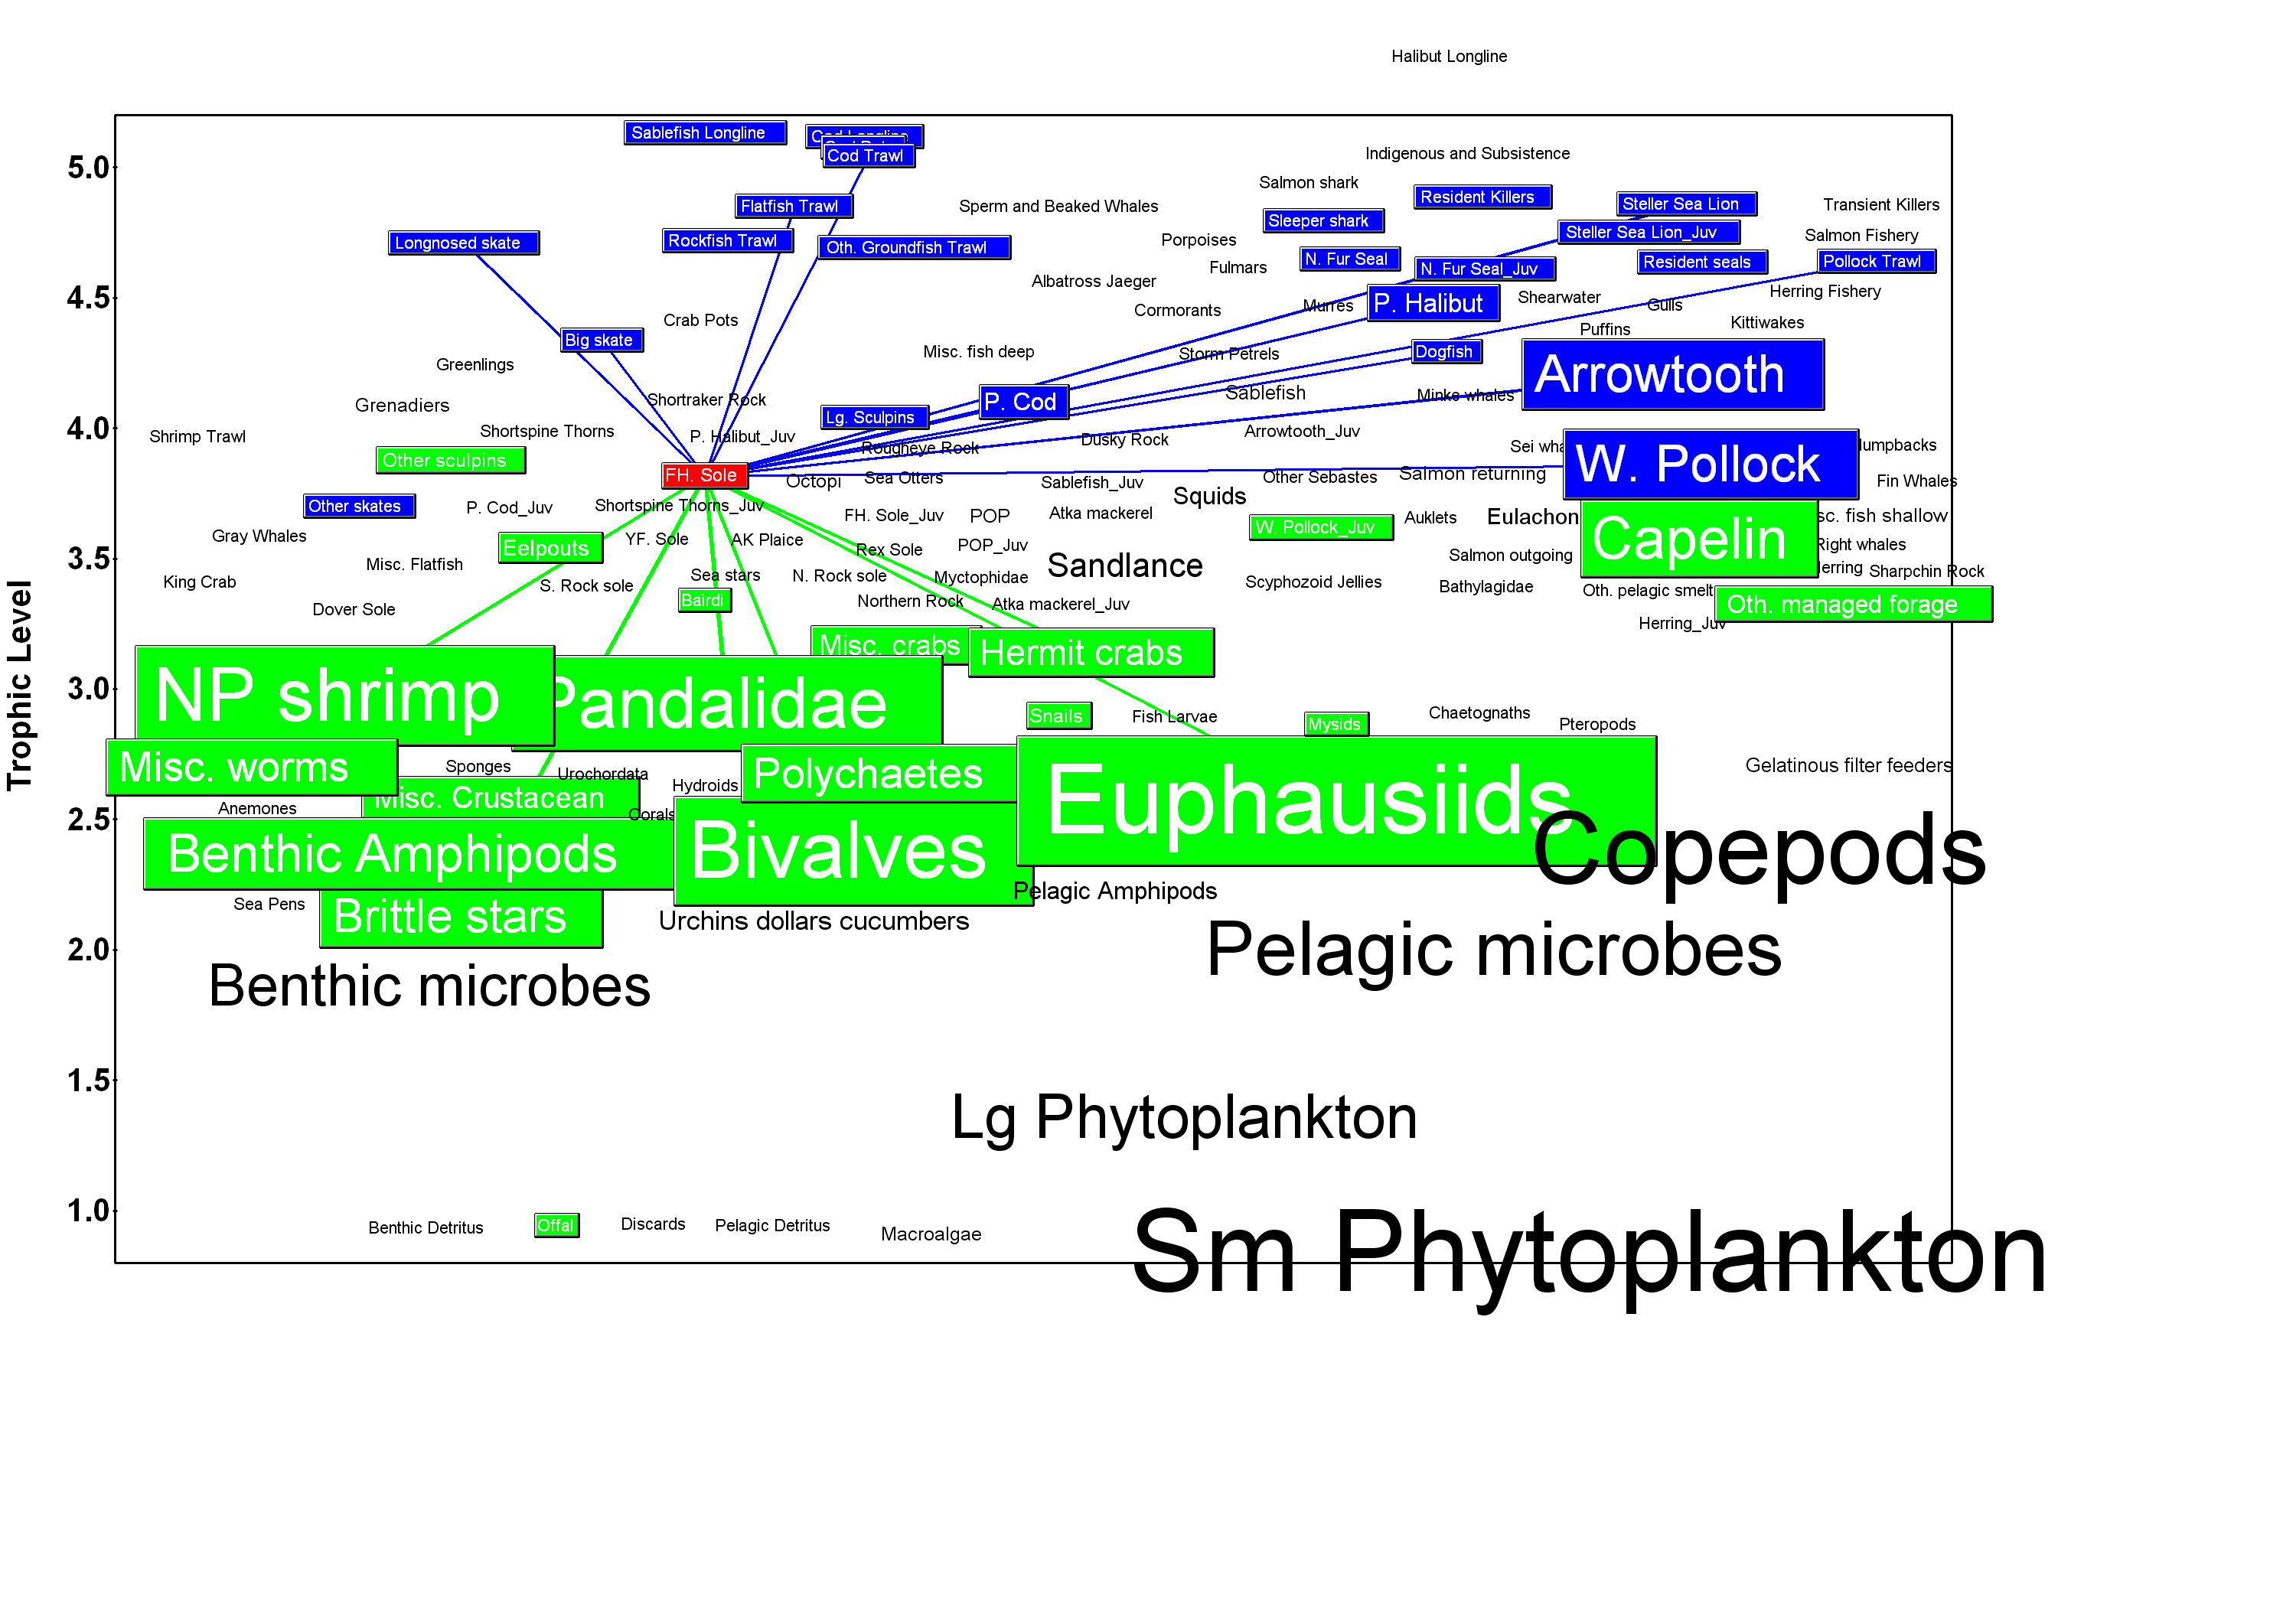 Halibut Longline
Sablefish Longline
Cod Trawl
5.0
Indigenous and Subsistence
Salmon shark
Resident Killers
Steller Sea Lion
Transient Killers
Flatfish Trawl
Sperm and Beaked Whales
Sleeper shark
Steller Sea Lion_Juv
Salmon Fishery
Longnosed skate
Rockfish Trawl
Oth. Groundfish Trawl
Porpoises
N. Fur Seal
Resident seals
Pollock Trawl
Fulmars
N. Fur Seal_Juv
Albatross Jaeger
4.5
Murres
P. Halibut
Shearwater
Gulls
Herring Fishery
Cormorants
Crab Pots
Puffins
Kittiwakes
Big skate
Misc. fish deep
Storm Petrels
Dogfish
Greenlings
Arrowtooth
Grenadiers
Shortraker Rock
P. Cod
Sablefish
Minke whales
Lg. Sculpins
4.0
Shrimp Trawl
Shortspine Thorns
P. Halibut_Juv
Rougheye Rock
Dusky Rock
Arrowtooth_Juv
Sei
Other sculpins
FH. Sole
Octopi
Sea Otters
Sablefish_Juv
Other Sebastes
Salmon returning
W. Pollock
Fin Whales
Squids
Other skates
P. Cod_Juv
Shortspine Thorns_Juv
FH. Sole_Juv
POP
Atka mackerel
W. Pollock_Juv
Auklets
Eulachon
fish shallow
Gray Whales
Eelpouts
YF. Sole
AK Plaice
Rex Sole
POP_Juv
Capelin
Right whales
3.5
Misc. Flatfish
Sandlance
Salmon outgoing
Sharpchin Rock
King Crab
S. Rock sole
Sea stars
N. Rock sole
Myctophidae
Scyphozoid Jellies
Bathylagidae
Oth. pelagic smelt
Dover Sole
Bairdi
Northern Rock
Atka mackerel_Juv
Oth. managed forage
Herring_Juv
Trophic Level
Misc. crabs
Hermit crabs
3.0
NP shrimp
Pandalidae
Snails
Fish Larvae
Mysids
Chaetognaths
Pteropods
Misc. worms
Sponges
Urochordata
Hydroids
Polychaetes
Euphausiids
Gelatinous filter feeders
2.5
Anemones
Misc. Crustacean
Corals
Benthic Amphipods
Bivalves
Copepods
Sea Pens
Brittle stars
Urchins dollars cucumbers
Pelagic Amphipods
2.0
Pelagic microbes
Benthic microbes
1.5
Lg Phytoplankton
1.0
Benthic Detritus
Offal
Discards
Pelagic Detritus
Macroalgae
Sm Phytoplankton